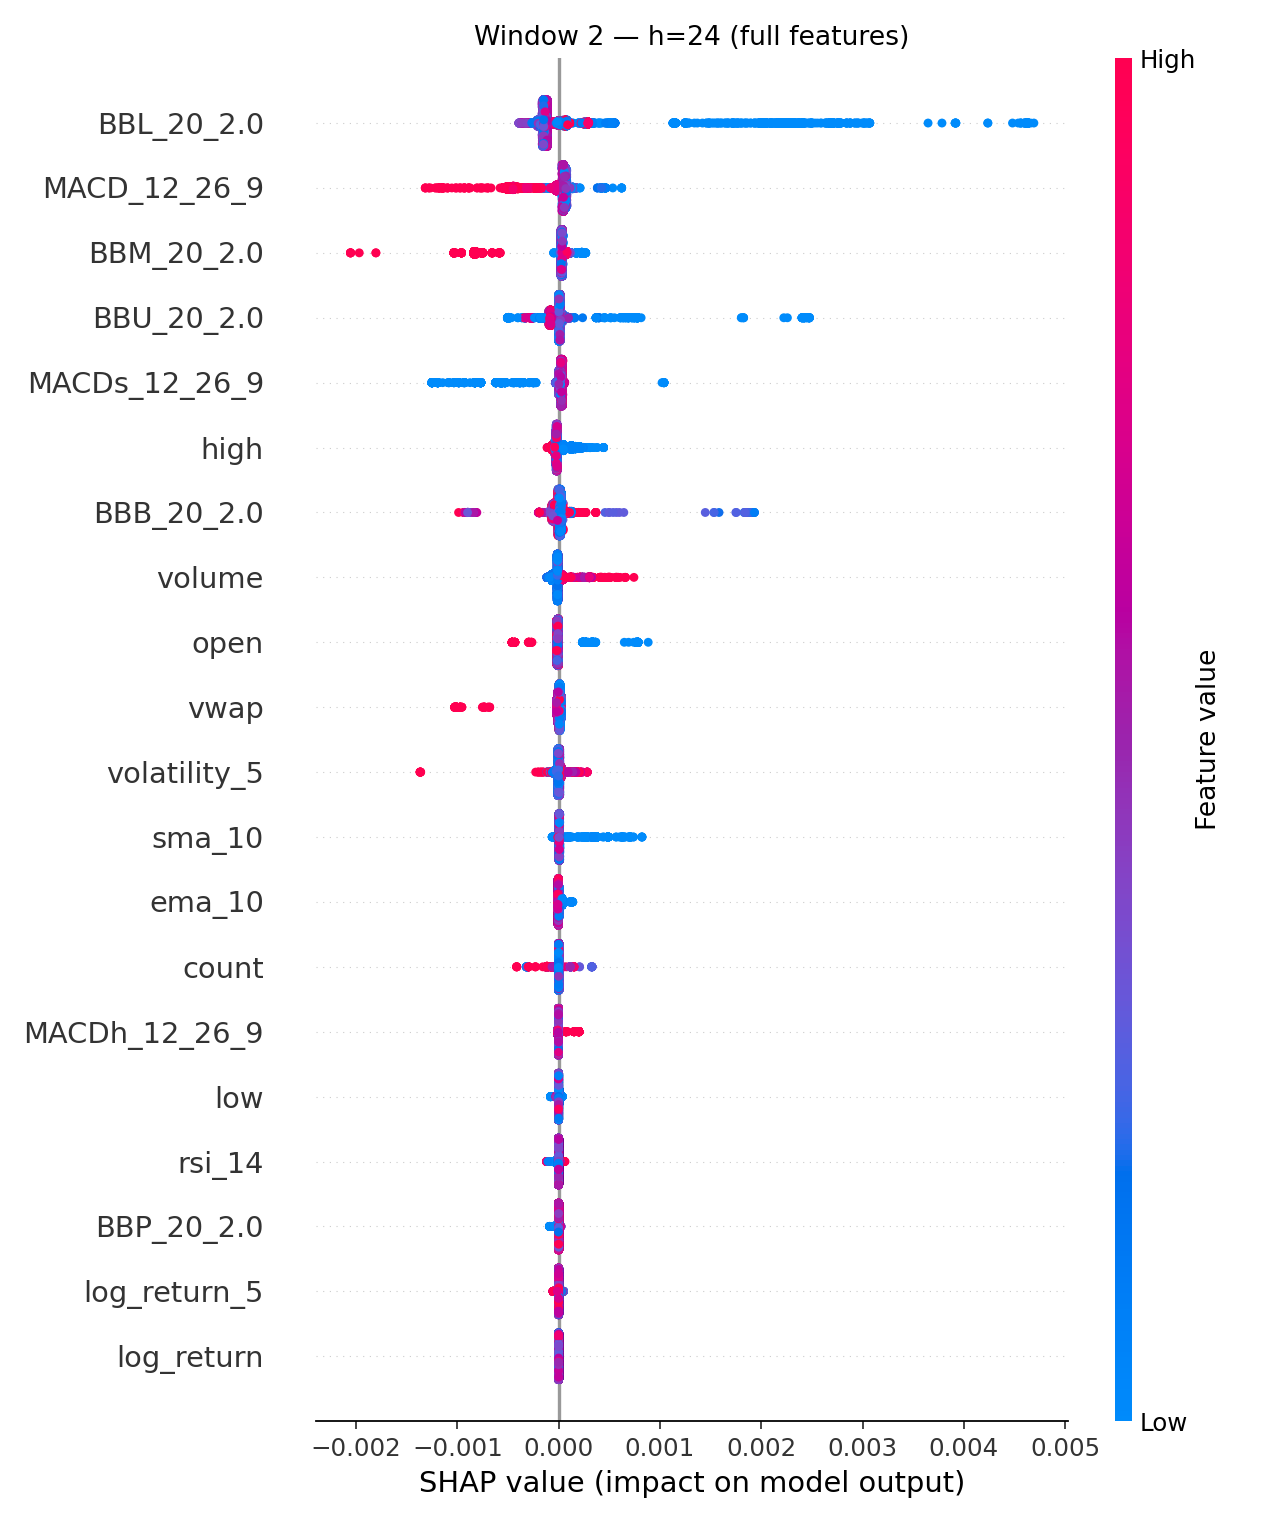 Window 2 — h=24 (full features)
High
BBL_20_2.0
MACD_12_26_9
BBM_20_2.0
BBU_20_2.0
MACDs_12_26_9
high
BBB_20_2.0
volume
open
vwap
volatility_5
sma_10
ema_10
count
MACDh_12_26_9
low
rsi_14
BBP_20_2.0
log_return_5
log_return
Feature value
Low
−0.002 −0.001 0.000 0.001 0.002 0.003 0.004 0.005
SHAP value (impact on model output)